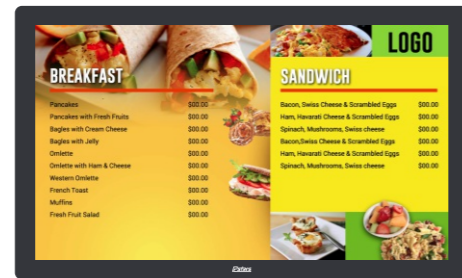 LOGO
BREAKFAST
Pancakes $00.00
Pancakes with Fresh Fruits $00.00
Bagles with Cream Cheese $00.00
Bagles with Jelly $00.00
Omlette $00.00
Omlette with Ham & Cheese $00.00
Western Omlette $00.00
French Toast $00.00
Muffins $00.00
Fresh Fruit Salad $00.00
SANDWICH
Bacon, Swiss Cheese & Scrambled Eggs $00.00
Ham, Havarati Cheese & Scrambled Eggs $00.00
Spinach, Mushrooms, Swiss cheese $00.00
Bacon,Swiss Cheese & Scrambled Eggs $00.00
Ham, Havarati Cheese & Scrambled Eggs $00.00
Spinach, Mushrooms, Swiss cheese $00.00